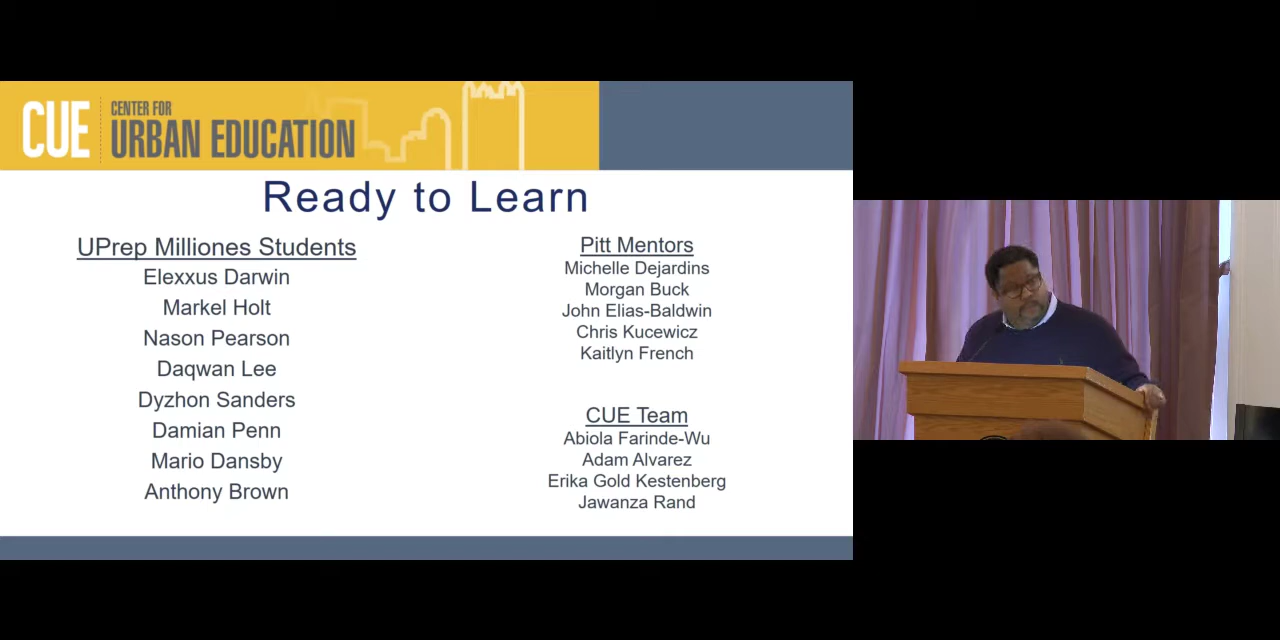 CUE
CENTER FOR
URBAN EDUCATION
Ready to Learn
UPrep Milliones Students
Elexxus Darwin
Markel Holt
Nason Pearson
Daqwan Lee
Dyzhon Sanders
Damian Penn
Mario Dansby
Anthony Brown
Pitt Mentors
Michelle Dejardins
Morgan Buck
John Elias-Baldwin
Chris Kucewicz
Kaitlyn French
CUE Team
Abiola Farinde-Wu
Adam Alvarez
Erika Gold Kestenberg
Jawanza Rand